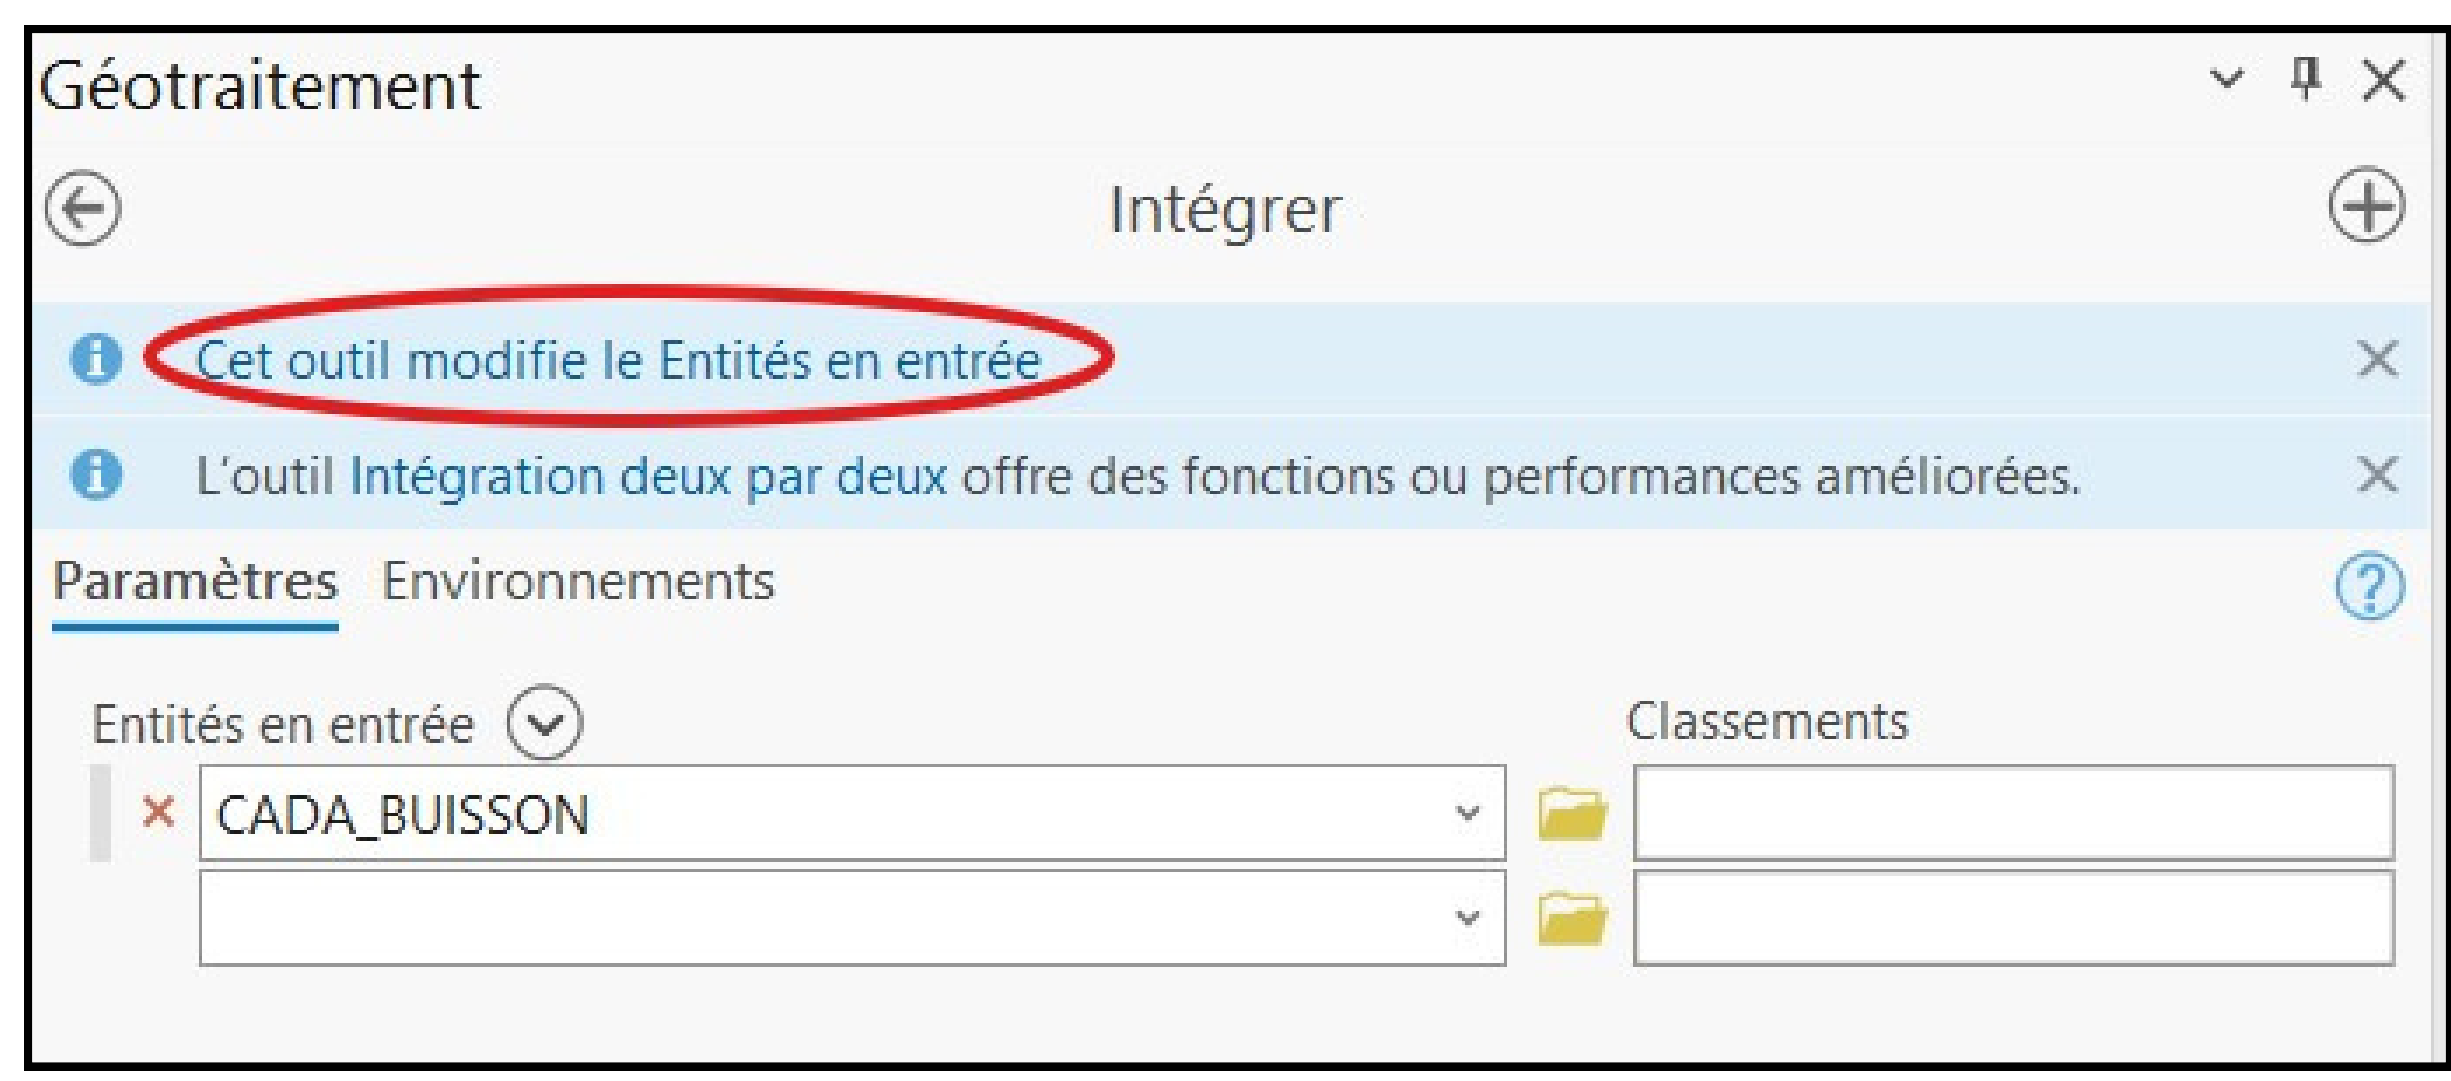 Géotraitement
Intégrer
Cet outil modifie le Entités en entrée
L'outil Intégration deux par deux offre des fonctions ou performances améliorées.
Paramètres Environnements
Entités en entrée Classements
CADA_BUISSON